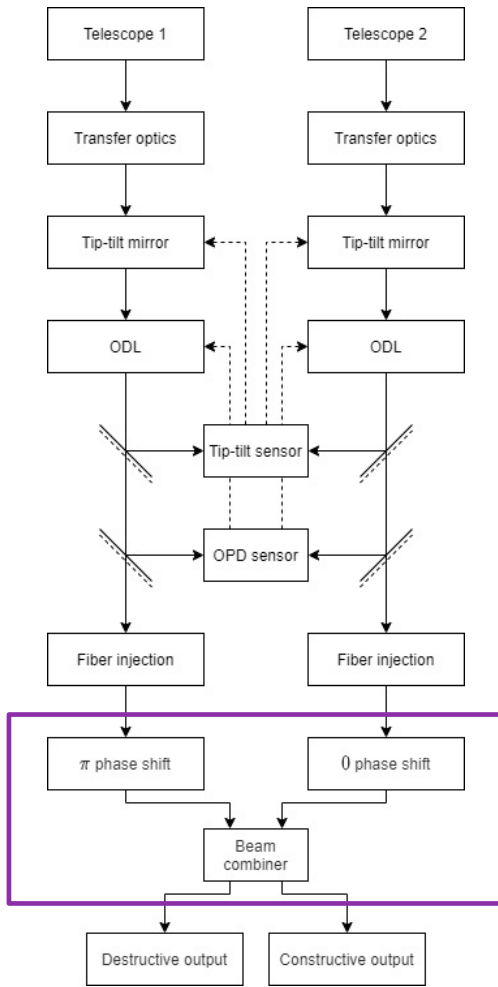 Telescope 1
Telescope 2
Transfer optics
Transfer optics
Tip-tilt mirror
Tip-tilt mirror
ODL
ODL
Tip-tilt sensor
OPD sensor
Fiber injection
Fiber injection
π phase shift
0 phase shift
Beam
combiner
Destructive output
Constructive output